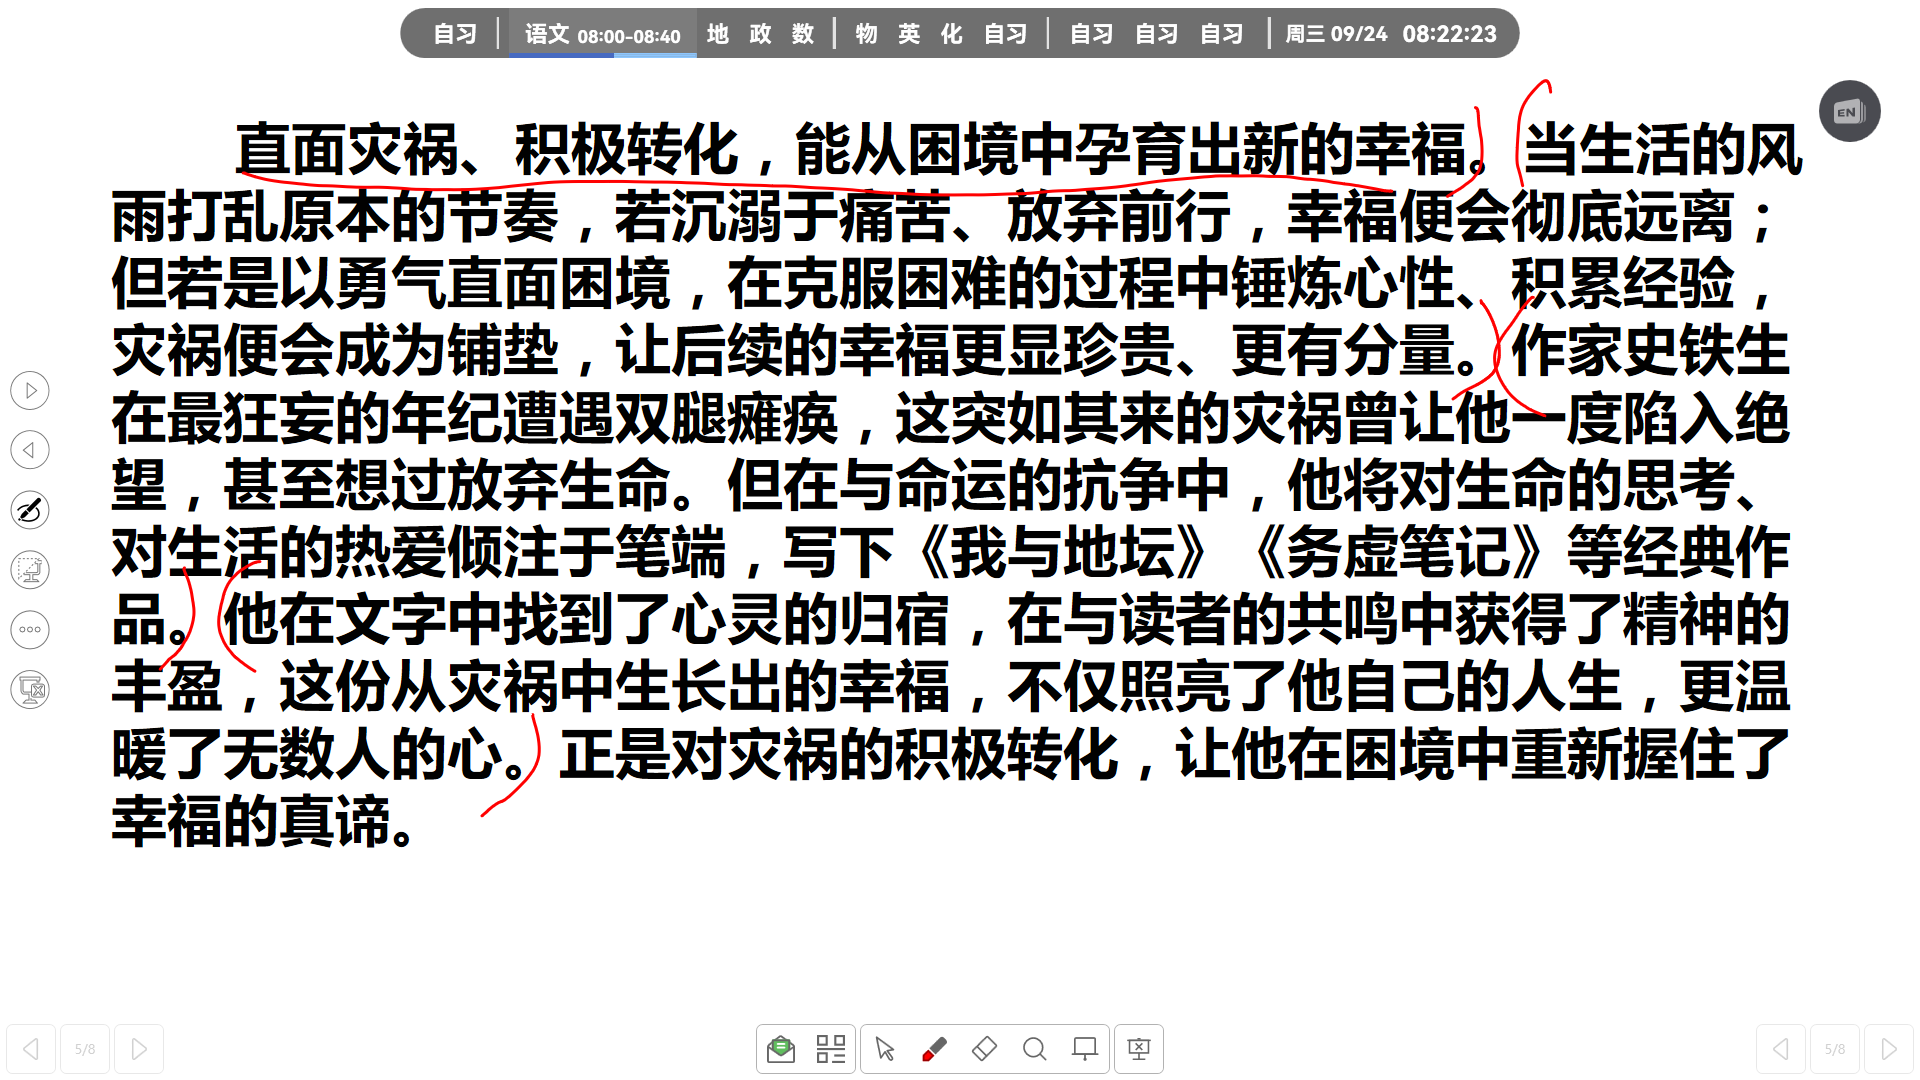 自习 语文 08:00-08:40 地 政 数 物 英 化 自习 自习 自习 自习 周三 09/24 08:22:23
EN
直面灾祸、积极转化，能从困境中孕育出新的幸福。当生活的风
雨打乱原本的节奏，若沉溺于痛苦、放弃前行，幸福便会彻底远离；
但若是以勇气直面困境，在克服困难的过程中锤炼心性、积累经验，
灾祸便会成为铺垫，让后续的幸福更显珍贵、更有分量。作家史铁生
在最狂妄的年纪遭遇双腿瘫痪，这突如其来的灾祸曾让他一度陷入绝
望，甚至想过放弃生命。但在与命运的抗争中，他将对生命的思考、
对生活的热爱倾注于笔端，写下《我与地坛》《务虚笔记》等经典作
品。他在文字中找到了心灵的归宿，在与读者的共鸣中获得了精神的
丰盈，这份从灾祸中生长出的幸福，不仅照亮了他自己的人生，更温
暖了无数人的心。正是对灾祸的积极转化，让他在困境中重新握住了
幸福的真谛。
5/8 5/8